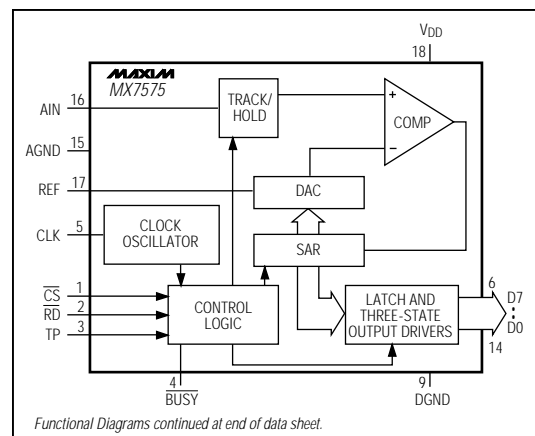 VDD
18
MAXIM
MX7575
16
AIN
TRACK/
HOLD
+
COMP
–
15
AGND
17
REF
DAC
5
CLK
CLOCK
OSCILLATOR
SAR
1
CS
2
RD
3
TP
CONTROL
LOGIC
LATCH AND
THREE-STATE
OUTPUT DRIVERS
6
D7
D0
14
4
BUSY
9
DGND
Functional Diagrams continued at end of data sheet.